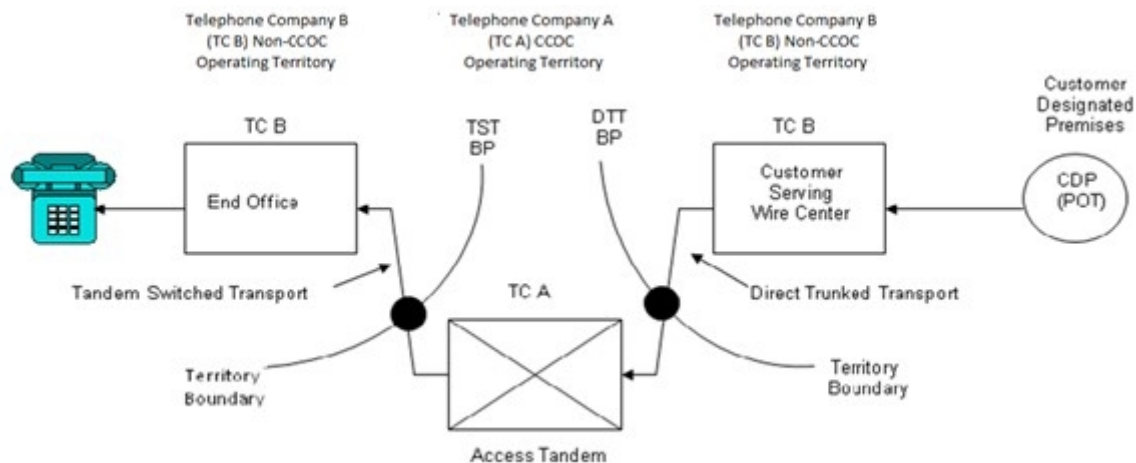 Telephone Company B
(TC B) Non-CCOC
Operating Territory
Telephone Company A
(TC A) CCOC
Operating Territory
Telephone Company B
(TC B) Non-CCOC
Operating Territory
Customer
Designated
Premises
TC B
TST
BP
DTT
BP
TC B
End Office
Customer
Serving
Wire Center
CDP
(POT)
Tandem Switched Transport
TC A
Direct Trunked Transport
Territory
Boundary
Territory
Boundary
Access Tandem